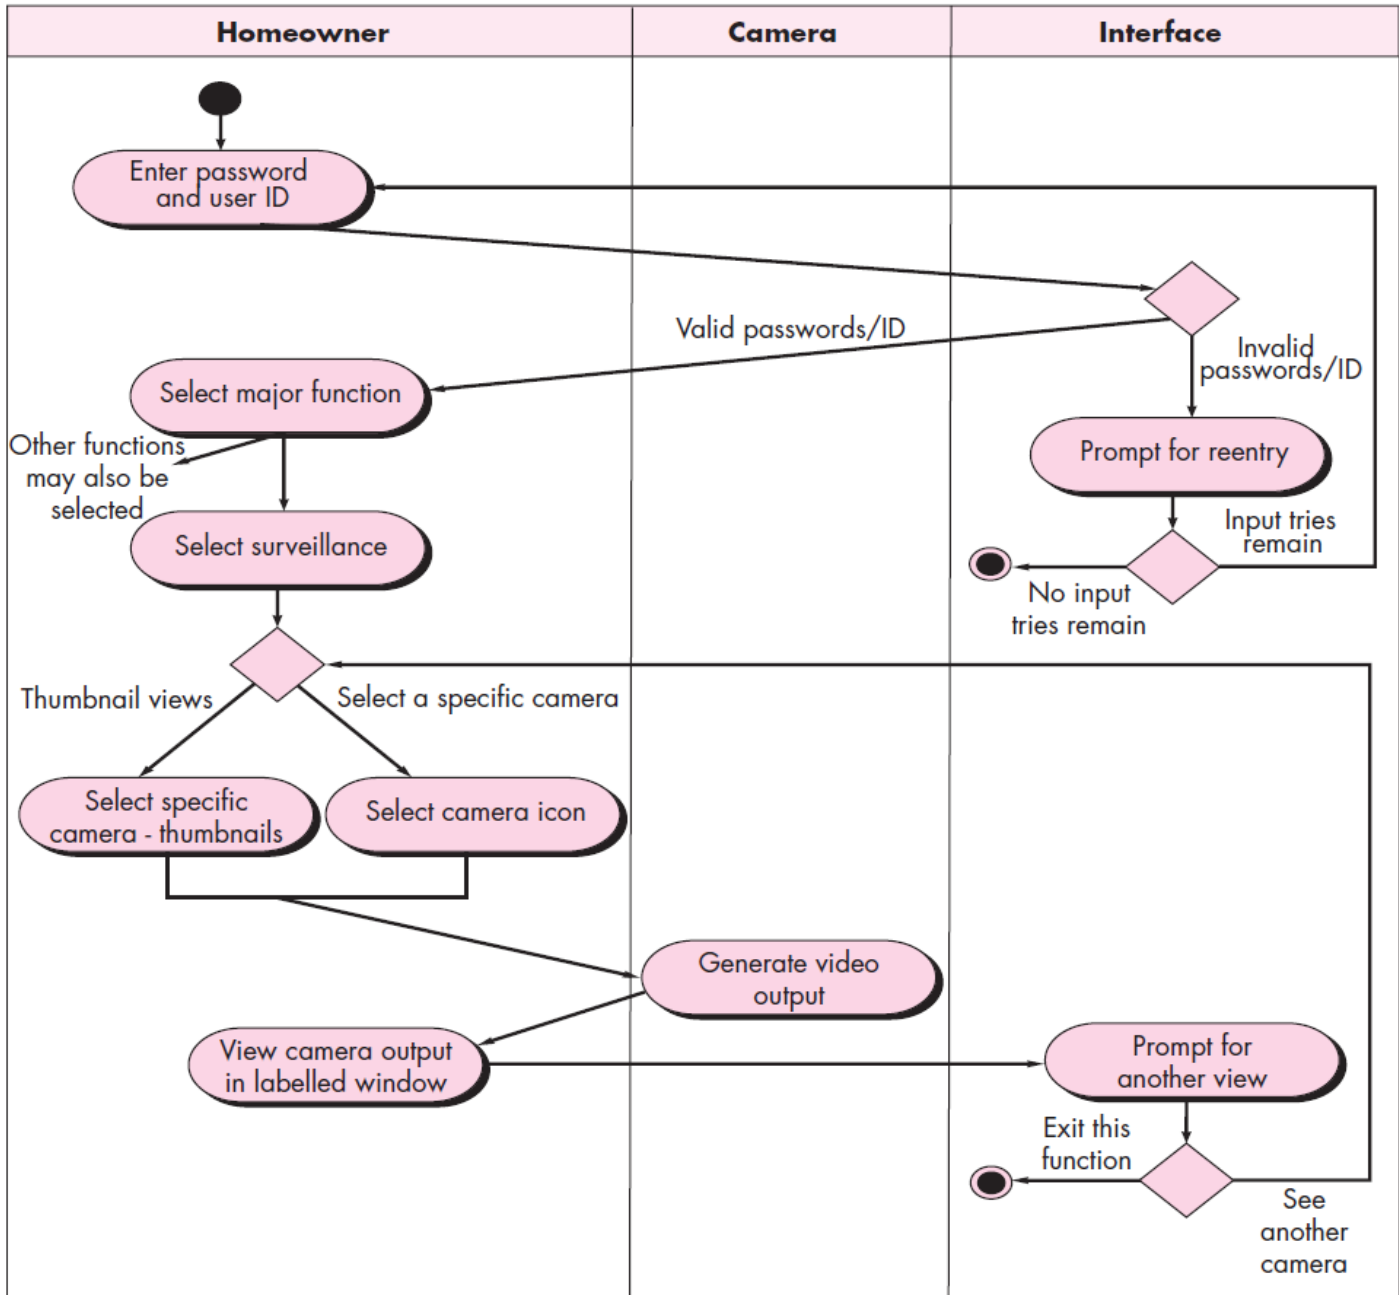 Homeowner
Camera
Interface
Enter password
and user ID
Valid passwords/ID
Invalid
passwords/ID
Select major function
Other functions
may also be
selected
Prompt for reentry
Select surveillance
Input tries
remain
No input
tries remain
Thumbnail views
Select a specific camera
Select specific
camera - thumbnails
Select camera icon
Generate video
output
View camera output
in labelled window
Prompt for
another view
Exit this
function
See
another
camera